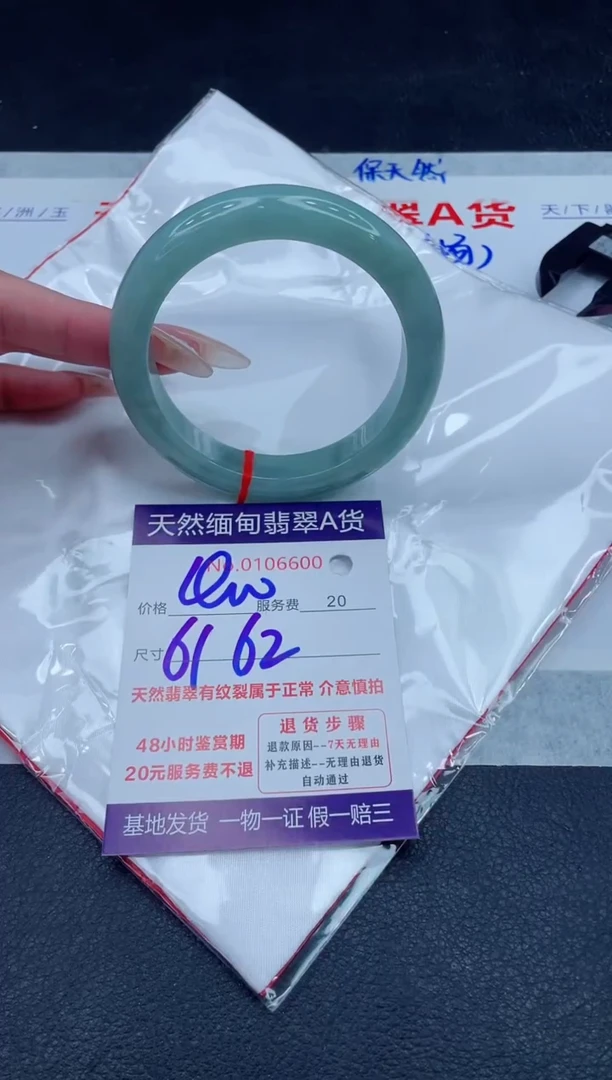 保天然
洲/玉
翠A货
天/下
场）
天然缅甸翡翠A货
No.0106600
价格
服务费 20
尺寸 61 62
天然翡翠有纹裂属于正常 介意慎拍
48小时鉴赏期
20元服务费不退
退货步骤
退款原因--7天无理由
补充描述--无理由退货
自动通过
基地发货 一物一证 假一赔三